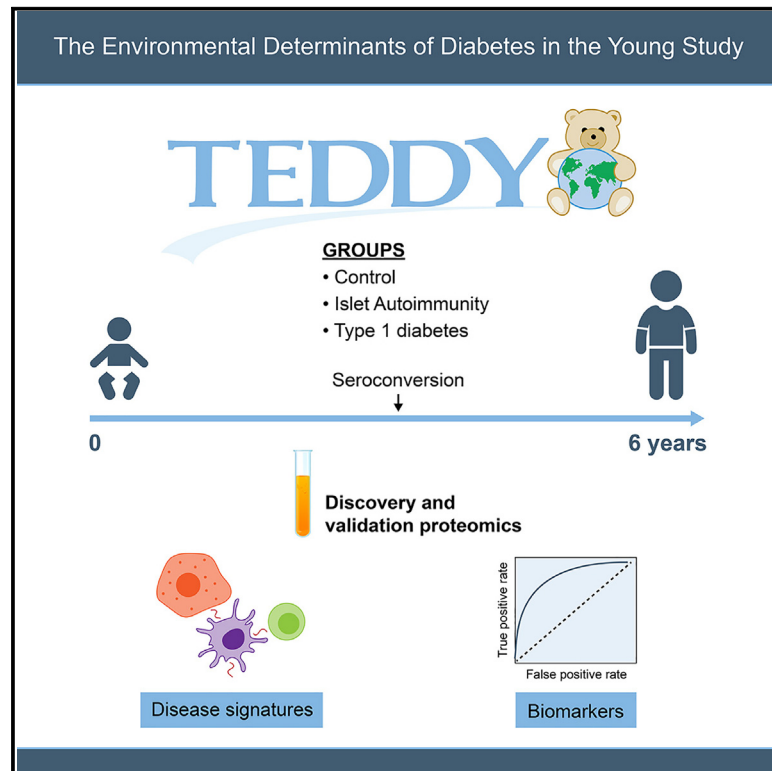 The Environmental Determinants of Diabetes in the Young Study
TEDDY
GROUPS
• Control
• Islet Autoimmunity
• Type 1 diabetes
Seroconversion
0
6 years
Discovery and
validation proteomics
True positive rate
False positive rate
Disease signatures
Biomarkers